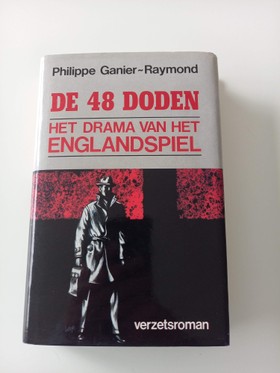 Philippe Ganier-Raymond
DE 48 DODEN
HET DRAMA VAN HET
ENGLANDSPIEL
verzetsroman